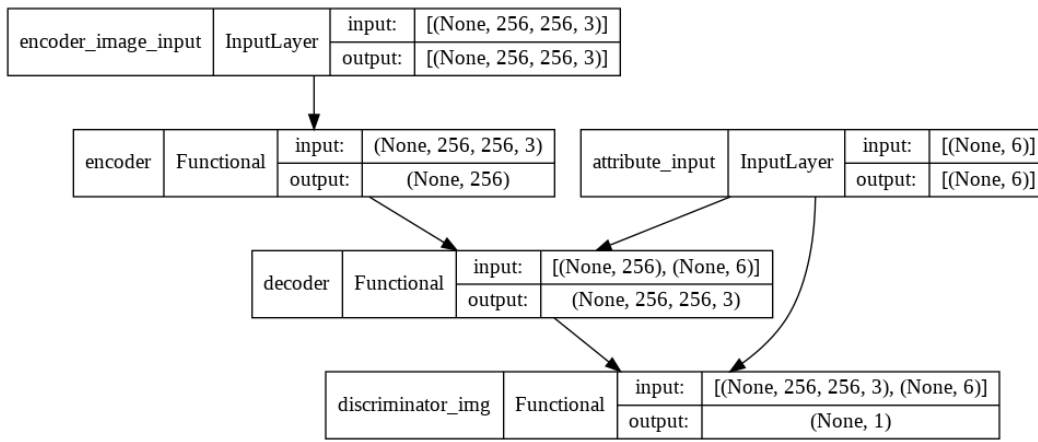 encoder_image_input InputLayer input: [(None, 256, 256, 3)]
output: [(None, 256, 256, 3)]
encoder Functional input: (None, 256, 256, 3)
output: (None, 256)
attribute_input InputLayer input: [(None, 6)]
output: [(None, 6)]
decoder Functional input: [(None, 256), (None, 6)]
output: (None, 256, 256, 3)
discriminator_img Functional input: [(None, 256, 256, 3), (None, 6)]
output: (None, 1)